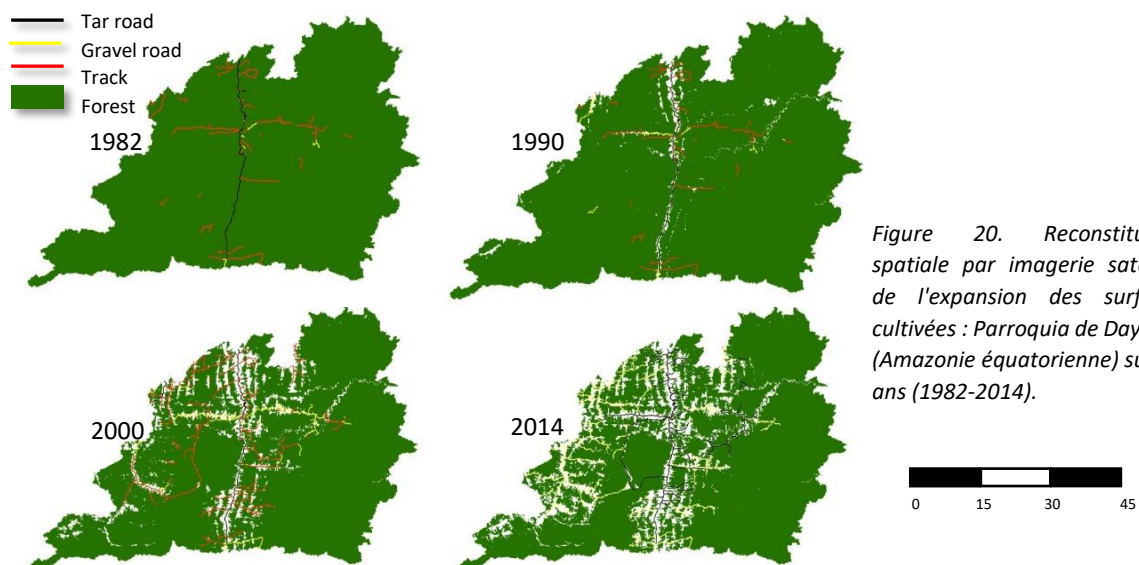 Tar road
Gravel road
Track
Forest
1982
1990
2000
2014
Figure 20. Reconstitu
spatiale par imagerie sat
de l'expansion des surf
cultivées : Parroquia de Day
(Amazonie équatorienne) su
ans (1982-2014).
0 15 30 45